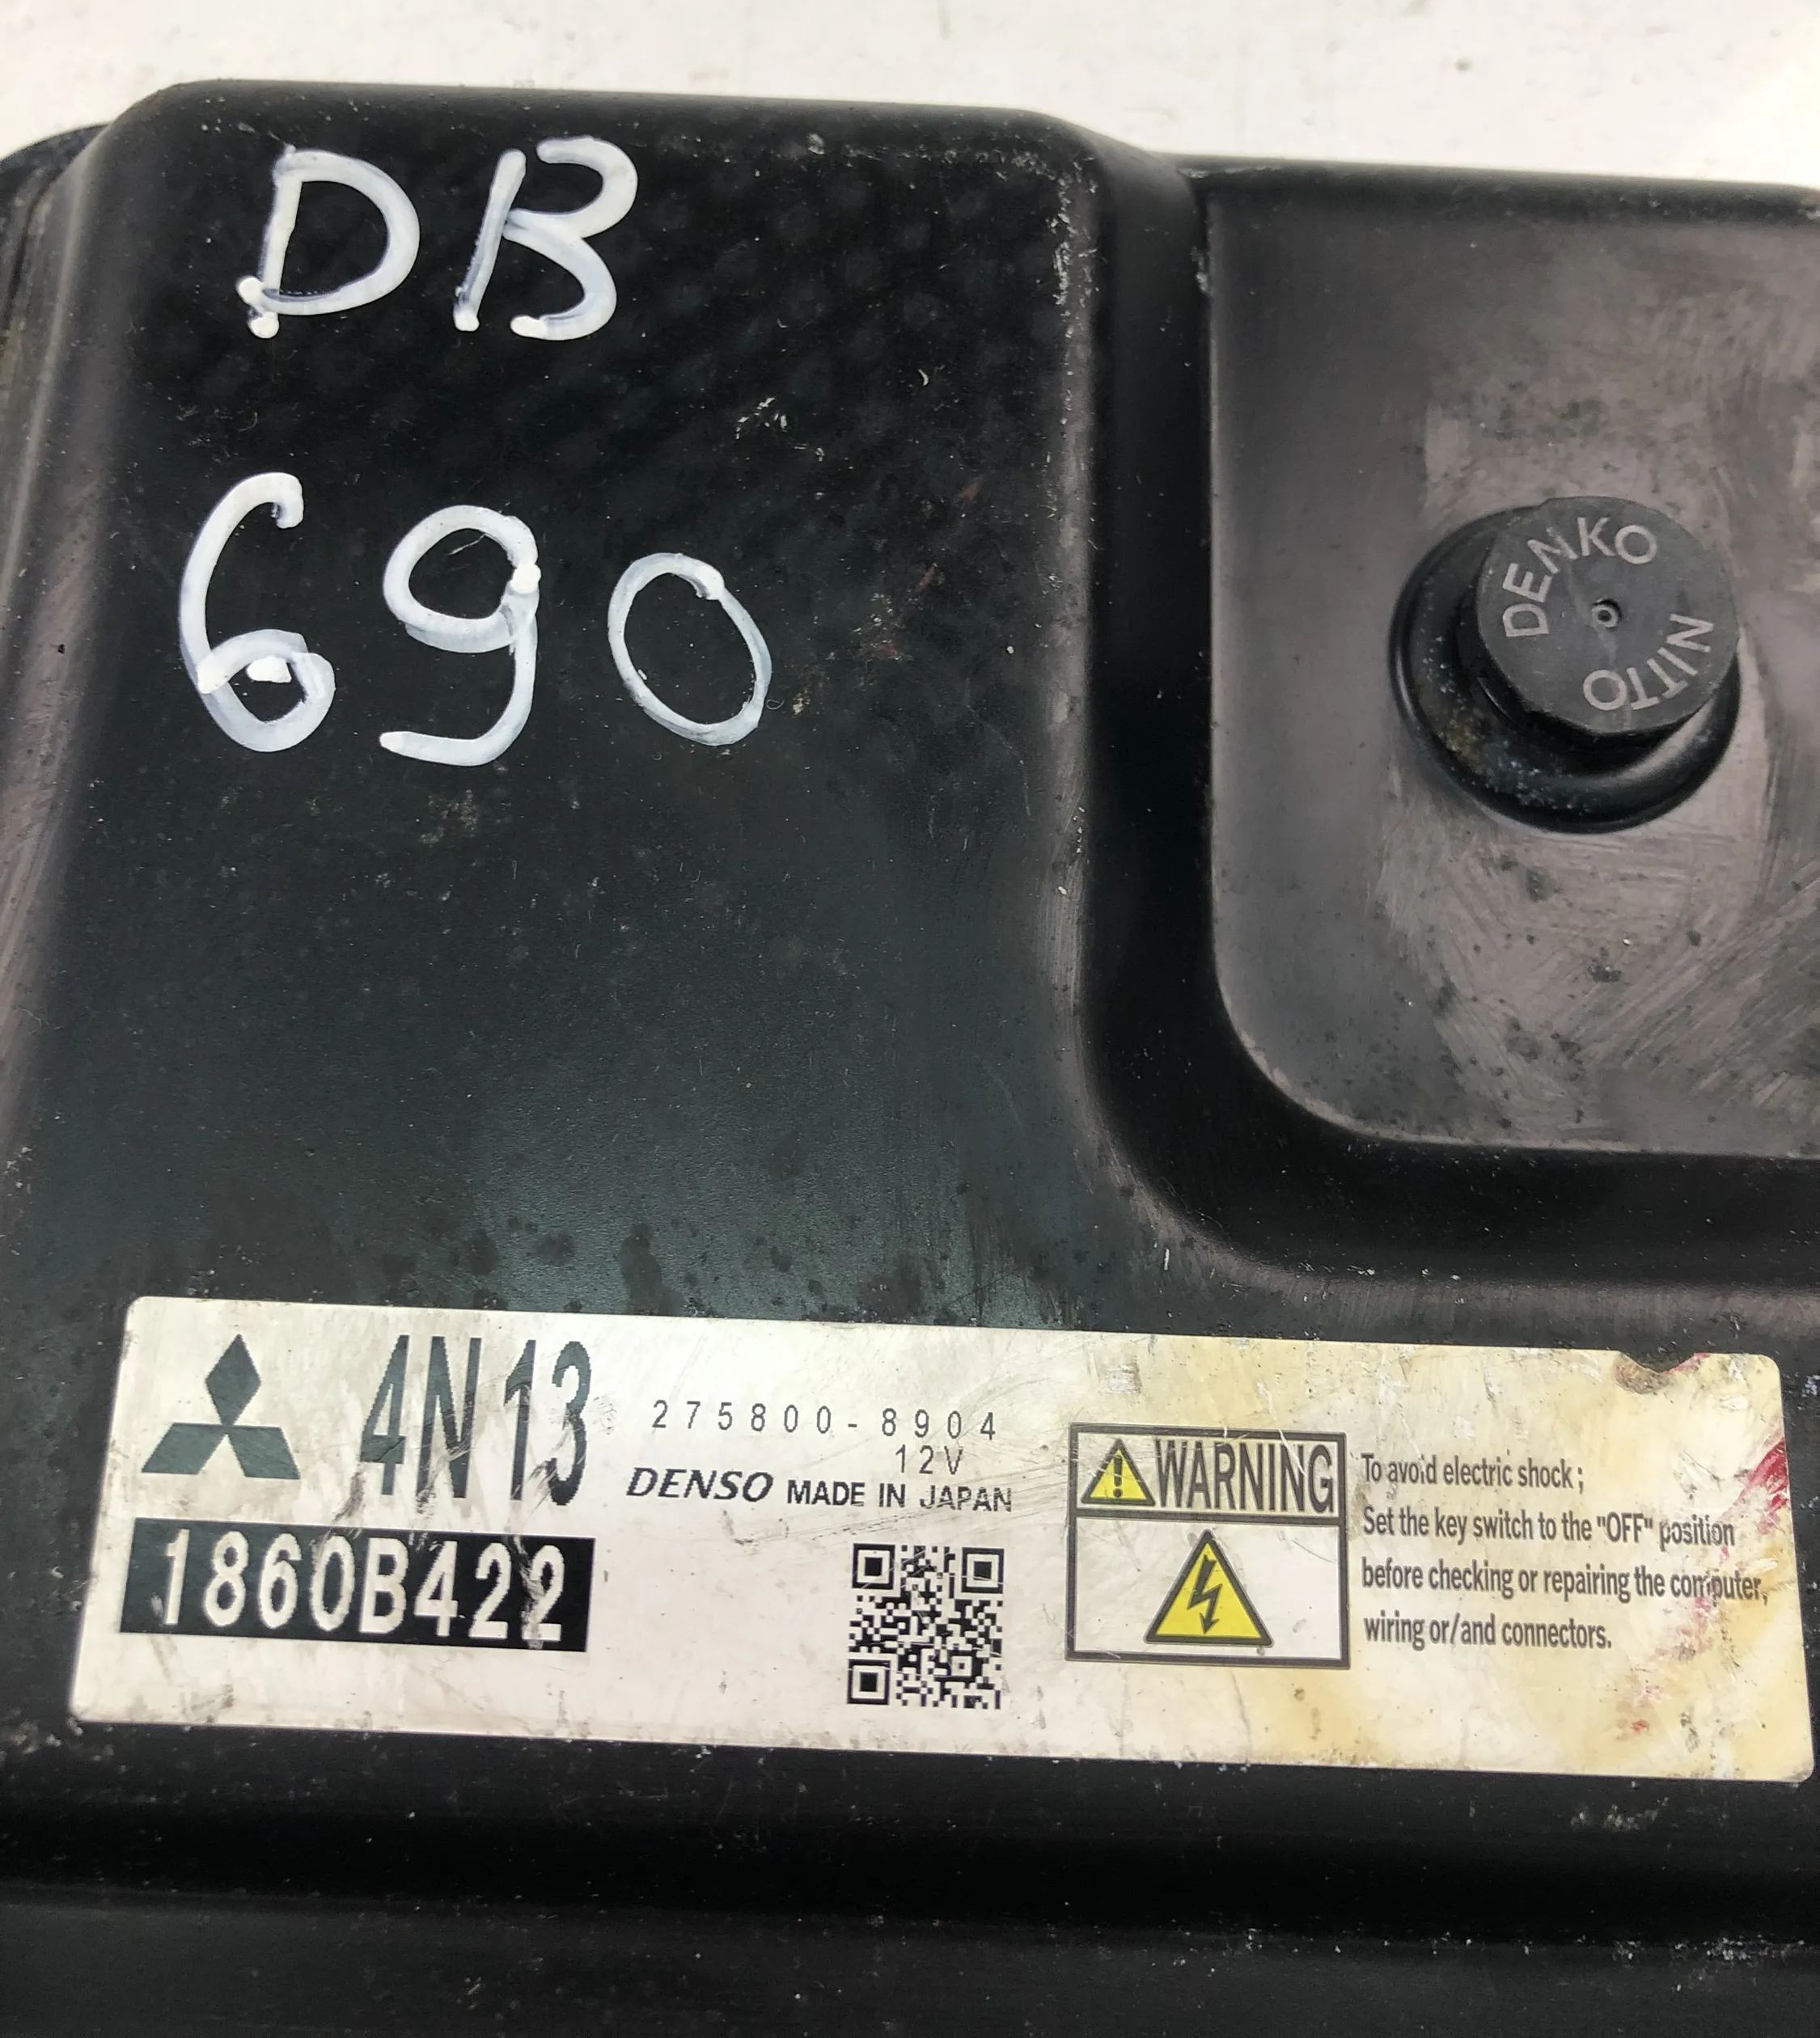 DB
690
DENKO
NITTO
4N13
275800-8904
12V
DENSO MADE IN JAPAN
1860B422
WARNING
To avoid electric shock;
Set the key switch to the "OFF" position
before checking or repairing the computer,
wiring or/and connectors.